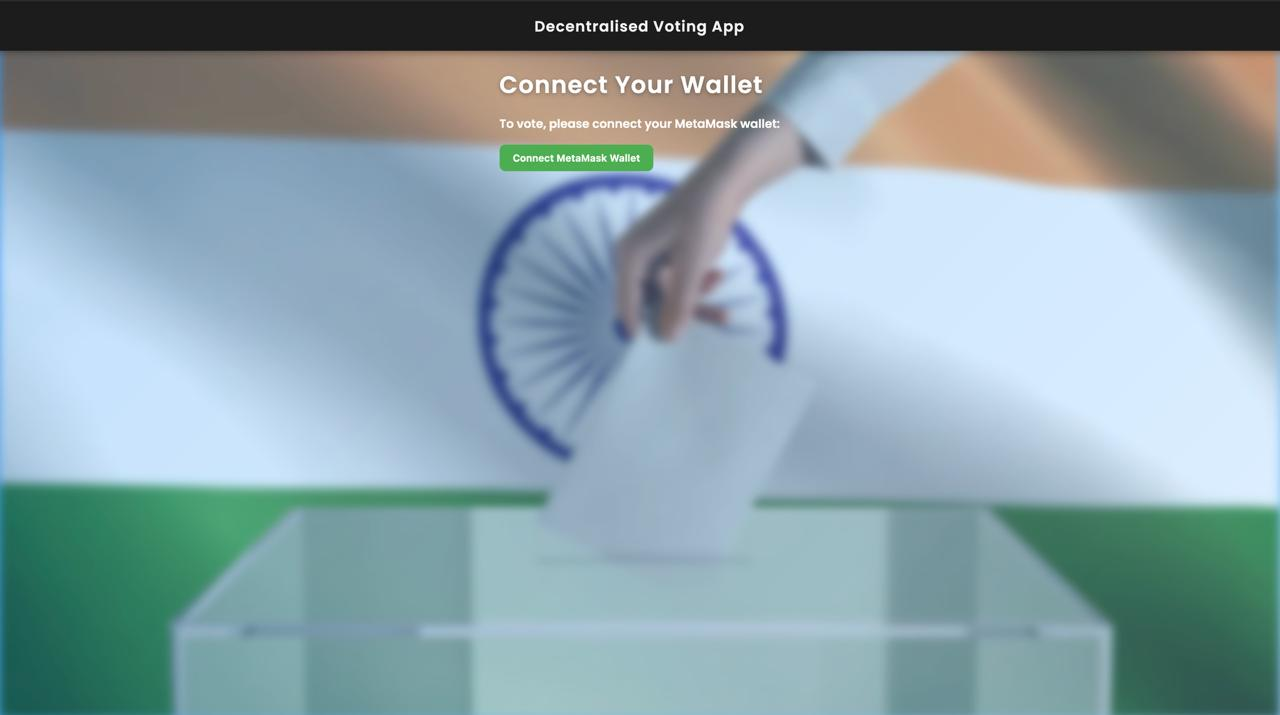 Decentralised Voting App
Connect Your Wallet
To vote, please connect your MetaMask wallet:
Connect MetaMask Wallet